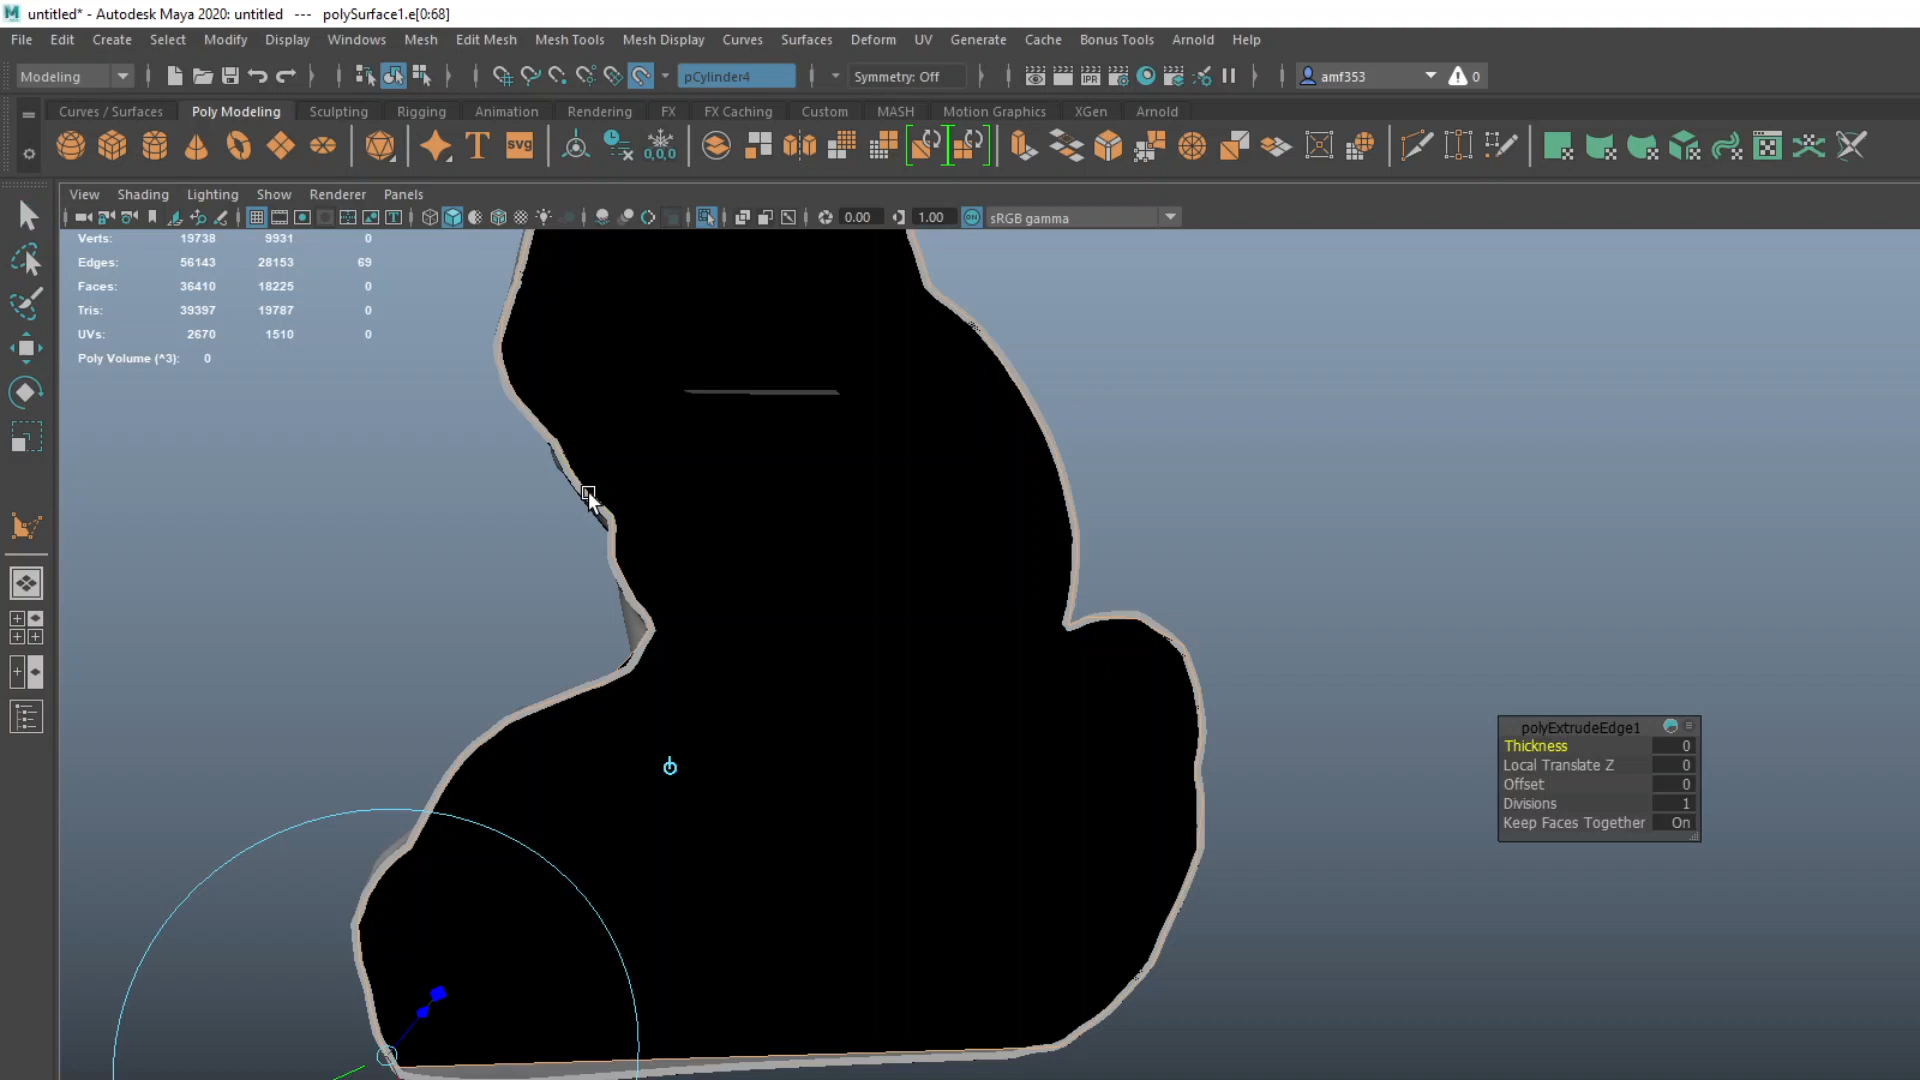 untitled* - Autodesk Maya 2020: untitled --- polySurface1.e[0:68]
File Edit Create Select Modify Display Windows Mesh Edit Mesh Mesh Tools Mesh Display Curves Surfaces Deform UV Generate Cache Bonus Tools Arnold Help
Modeling pCylinder4 Symmetry: Off IPR amf353 0
Curves / Surfaces Poly Modeling Sculpting Rigging Animation Rendering FX FX Caching Custom MASH Motion Graphics XGen Arnold
T SVG 0,0,0
View Shading Lighting Show Renderer Panels
0.00 1.00 ON sRGB gamma
Verts: 19738 9931 0
Edges: 56143 28153 69
Faces: 36410 18225 0
Tris: 39397 19787 0
UVs: 2670 1510 0
Poly Volume (^3): 0
polyExtrudeEdge1
Thickness 0
Local Translate Z 0
Offset 0
Divisions 1
Keep Faces Together On